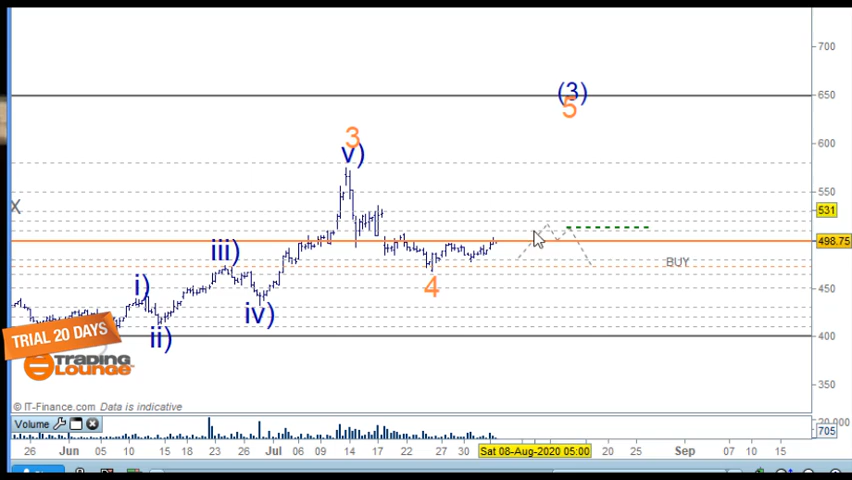 700
(3)
650
5
3
600
v)
550
X
531
iii)
498.75
BUY
i)
4
450
iv)
ii)
400
TRIAL 20 DAYS
TRADING
LOUNGE
350
© IT-Finance.com Data is indicative
Volume
20,000
705
26 Jun 05 10 15 18 23 26 Jul 06 09 14 17 22 27 30 Sat 08-Aug-2020 05:00 20 25 Sep 07 10 15